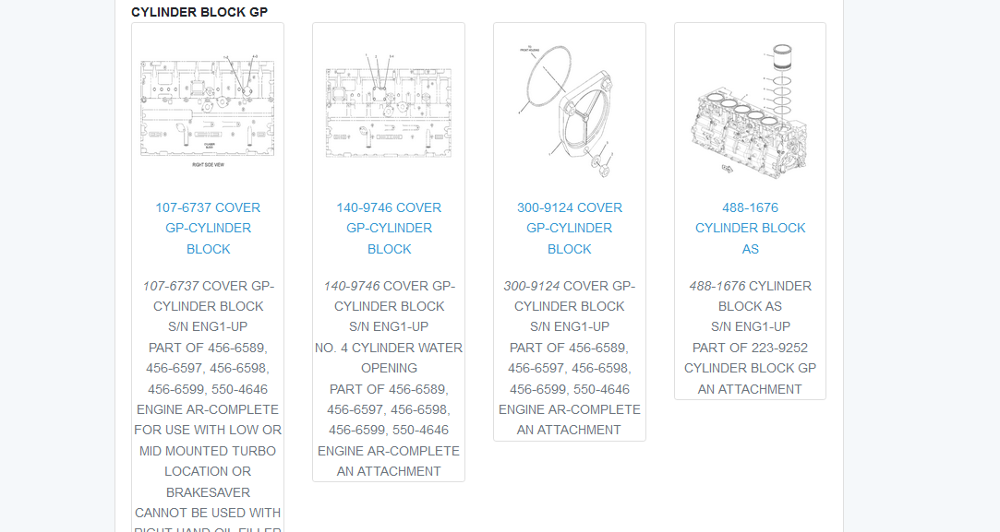 CYLINDER BLOCK GP
RIGHT SIDE VIEW
107-6737 COVER
GP-CYLINDER
BLOCK
107-6737 COVER GP-
CYLINDER BLOCK
S/N ENG1-UP
PART OF 456-6589,
456-6597, 456-6598,
456-6599, 550-4646
ENGINE AR-COMPLETE
FOR USE WITH LOW OR
MID MOUNTED TURBO
LOCATION OR
BRAKESAVER
CANNOT BE USED WITH
RIGHT HAND OIL FILLER
140-9746 COVER
GP-CYLINDER
BLOCK
140-9746 COVER GP-
CYLINDER BLOCK
S/N ENG1-UP
NO. 4 CYLINDER WATER
OPENING
PART OF 456-6589,
456-6597, 456-6598,
456-6599, 550-4646
ENGINE AR-COMPLETE
AN ATTACHMENT
300-9124 COVER
GP-CYLINDER
BLOCK
300-9124 COVER GP-
CYLINDER BLOCK
S/N ENG1-UP
PART OF 456-6589,
456-6597, 456-6598,
456-6599, 550-4646
ENGINE AR-COMPLETE
AN ATTACHMENT
488-1676
CYLINDER BLOCK
AS
488-1676 CYLINDER
BLOCK AS
S/N ENG1-UP
PART OF 223-9252
CYLINDER BLOCK GP
AN ATTACHMENT